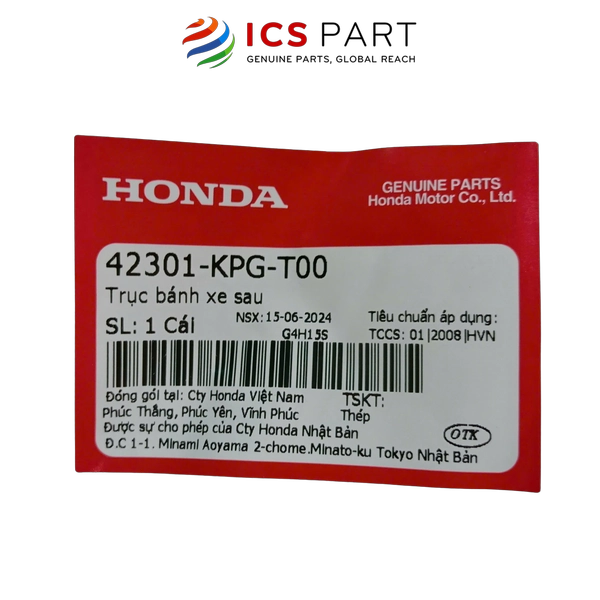 ICS PART
GENUINE PARTS, GLOBAL REACH
HONDA
GENUINE PARTS
Honda Motor Co., Ltd.
42301-KPG-T00
Trục bánh xe sau
SL: 1 Cái
NSX: 15-06-2024
G4H15S
Tiêu chuẩn áp dụng:
TCCS: 01|2008|HVN
Đóng gói tại: Cty Honda Việt Nam
Phúc Thắng, Phúc Yên, Vĩnh Phúc
TSKT:
Thép
Được sự cho phép của Cty Honda Nhật Bản
Đ.C 1-1. Minami Aoyama 2-chome.Minato-ku Tokyo Nhật Bản
OTK